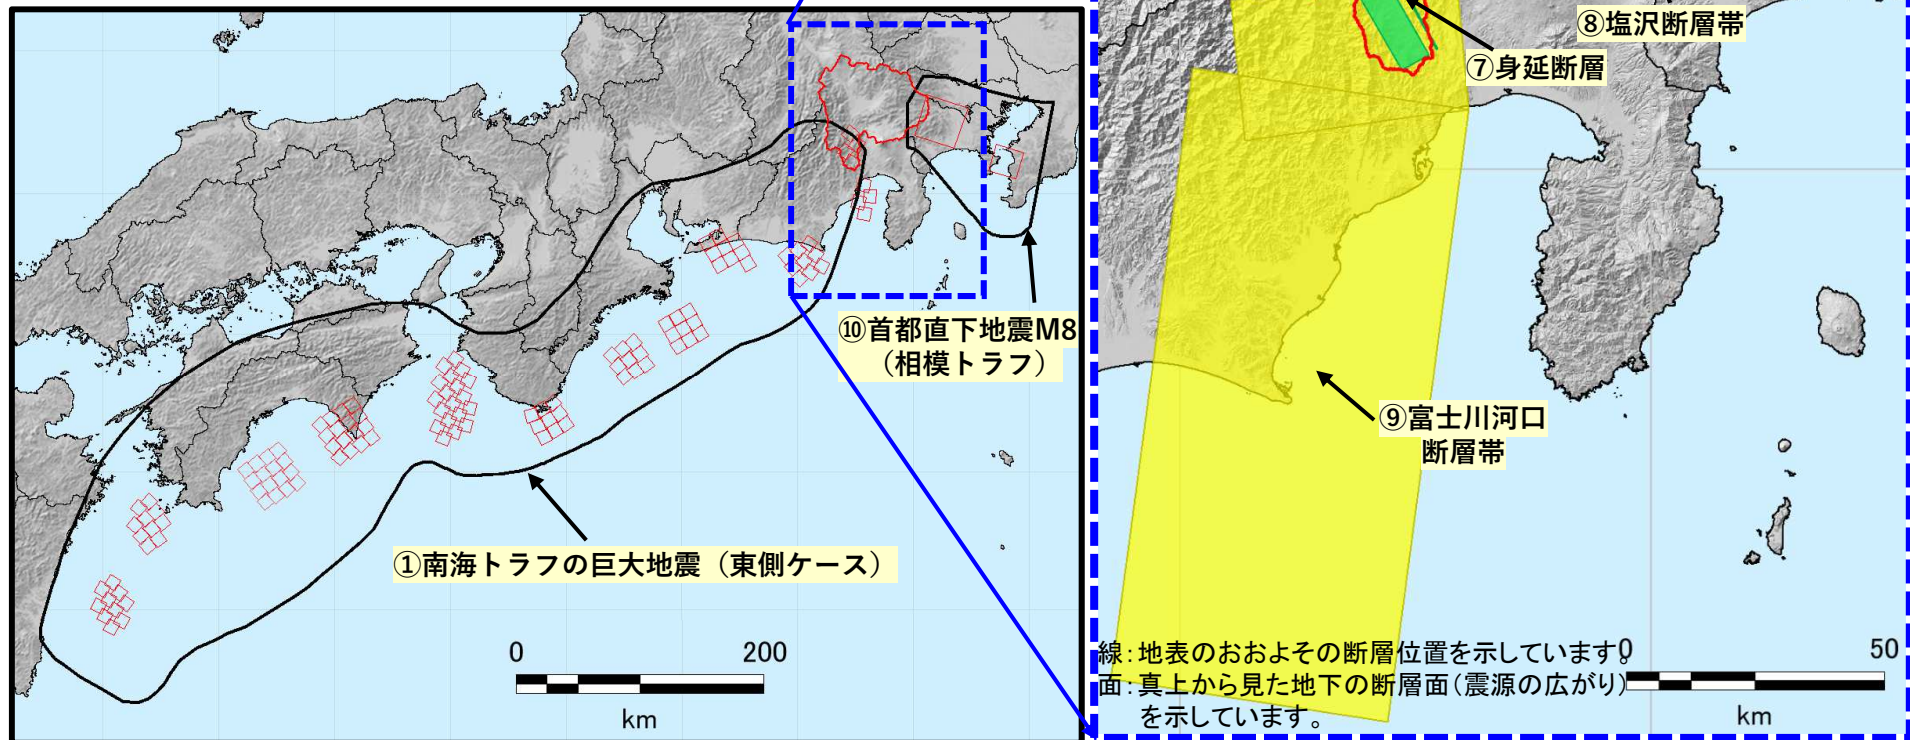 ⑩首都直下地震M8
（相模トラフ）
①南海トラフの巨大地震（東側ケース）
0 200
km
⑧塩沢断層帯
⑦身延断層
⑨富士川河口
断層帯
線：地表のおおよその断層位置を示しています。
面：真上から見た地下の断層面（震源の広がり）
を示しています。
0 50
km